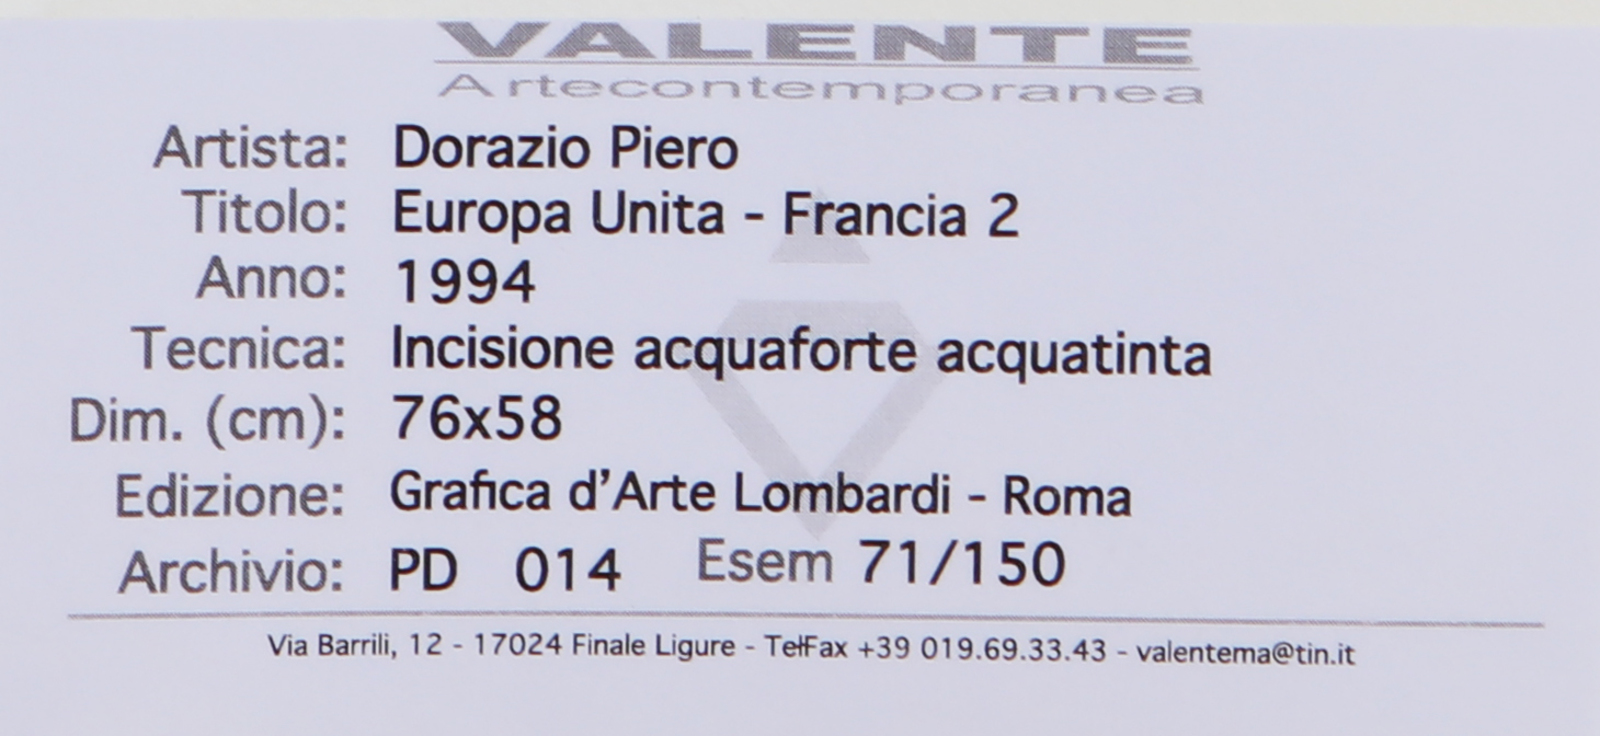 VALENTE
Artecontemporanea
Artista: Dorazio Piero
Titolo: Europa Unita - Francia 2
Anno: 1994
Tecnica: Incisione acquaforte acquatinta
Dim. (cm): 76x58
Edizione: Grafica d'Arte Lombardi - Roma
Archivio: PD 014 Esem 71/150
Via Barrili, 12 - 17024 Finale Ligure - Tel-Fax +39 019.69.33.43 - valentema@tin.it